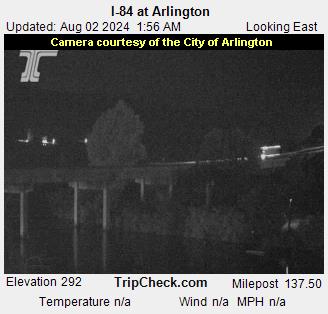 I-84 at Arlington
Updated: Aug 02 2024 1:56 AM Looking East
Camera courtesy of the City of Arlington
Elevation 292 TripCheck.com Milepost 137.50
Temperature n/a Wind n/a MPH n/a